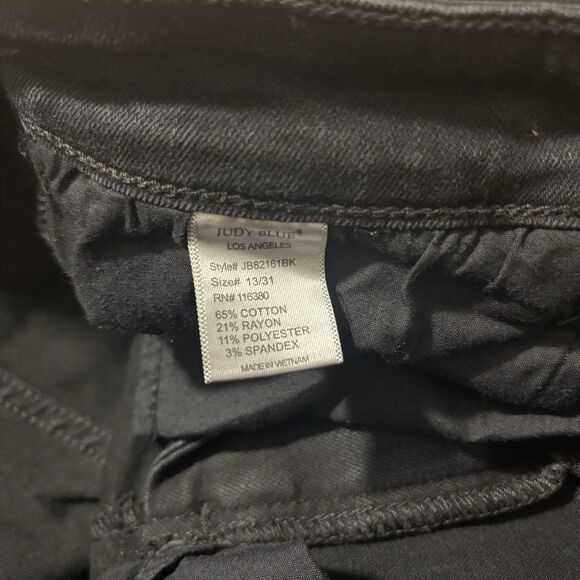 JUDY BLUE®
LOS ANGELES
Style# JB82161BK
Size# 13/31
RN# 116380
65% COTTON
21% RAYON
11% POLYESTER
3% SPANDEX
MADE IN VIETNAM